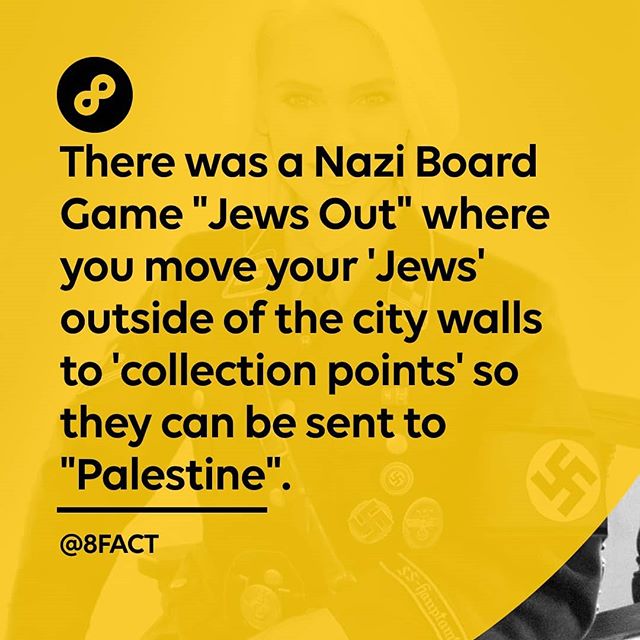 There was a Nazi Board
Game "Jews Out" where
you move your 'Jews'
outside of the city walls
to 'collection points' so
they can be sent to
"Palestine".
@8FACT